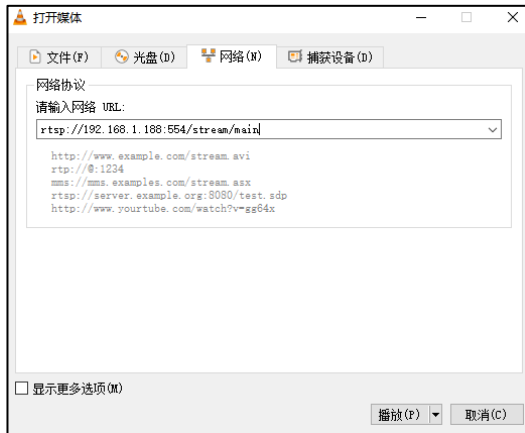 打开媒体
文件(F) 光盘(D) 网络(N) 捕获设备(D)
网络协议
请输入网络 URL:
rtsp://192.168.1.188:554/stream/main
http://www.example.com/stream.avi
rtp://@:1234
mms://mms.examples.com/stream.asx
rtsp://server.example.org:8080/test.sdp
http://www.yourtube.com/watch?v=gg64x
显示更多选项(M)
播放(P) 取消(C)